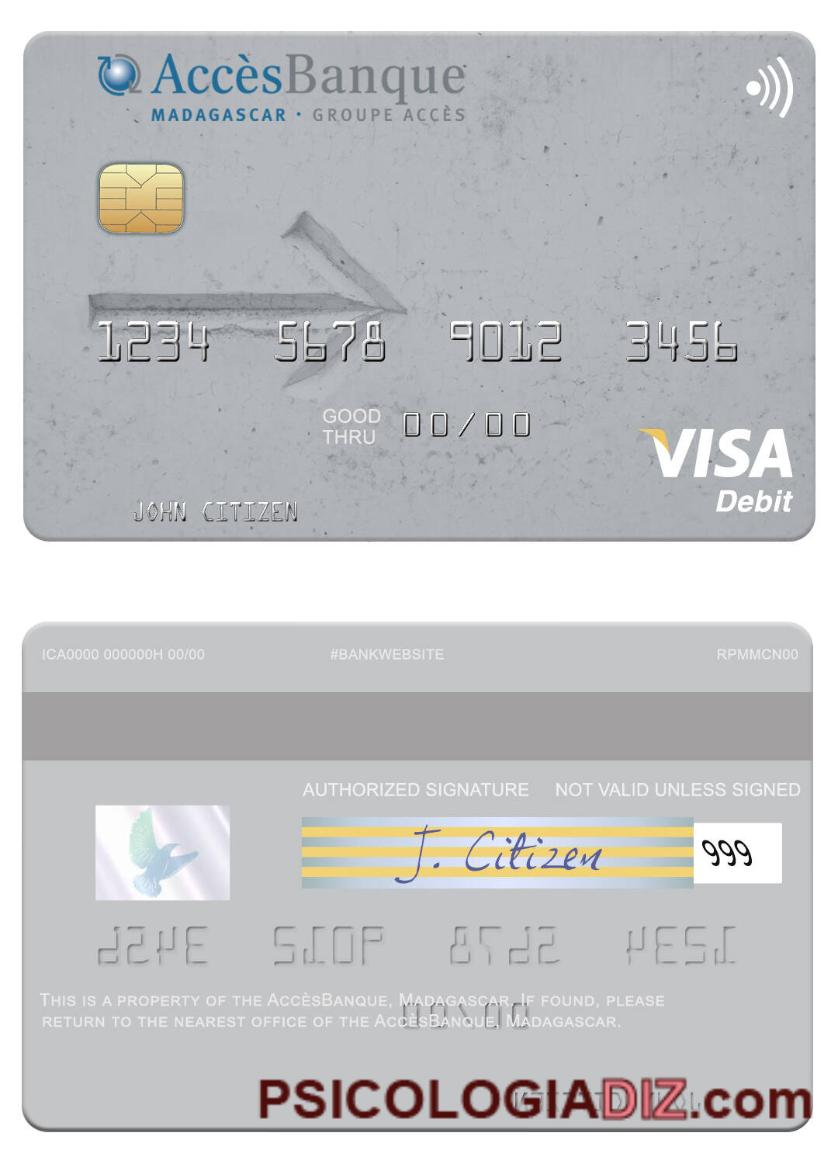 AccèsBanque
MADAGASCAR · GROUPE ACCÈS
1234 5678 9012 3456
GOOD THRU 00/00
VISA
Debit
JOHN CITIZEN
ICA0000 000000H 00/00 #BANKWEBSITE RPMMCN00
AUTHORIZED SIGNATURE NOT VALID UNLESS SIGNED
J. Citizen 999
THIS IS A PROPERTY OF THE ACCÈSBANQUE, MADAGASCAR. IF FOUND, PLEASE
RETURN TO THE NEAREST OFFICE OF THE ACCÈSBANQUE, MADAGASCAR.
PSICOLOGIADIZ.com